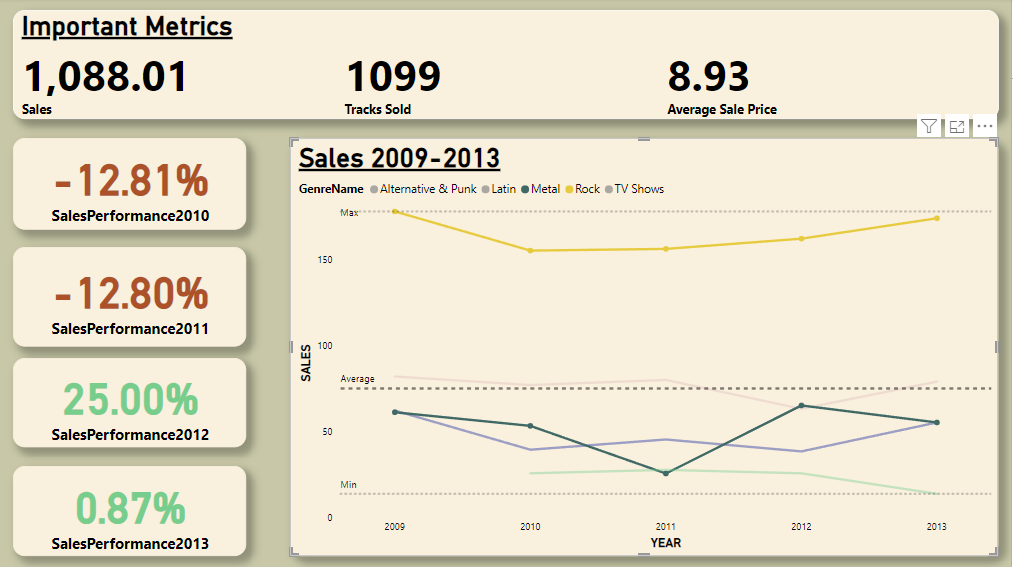 Important Metrics
1,088.01
Sales
1099
Tracks Sold
8.93
Average Sale Price
-12.81%
SalesPerformance2010
-12.80%
SalesPerformance2011
25.00%
SalesPerformance2012
0.87%
SalesPerformance2013
Sales 2009-2013
GenreName Alternative & Punk Latin Metal Rock TV Shows
Max
150
100
Average
50
Min
0
SALES
2009 2010 2011 2012 2013
YEAR